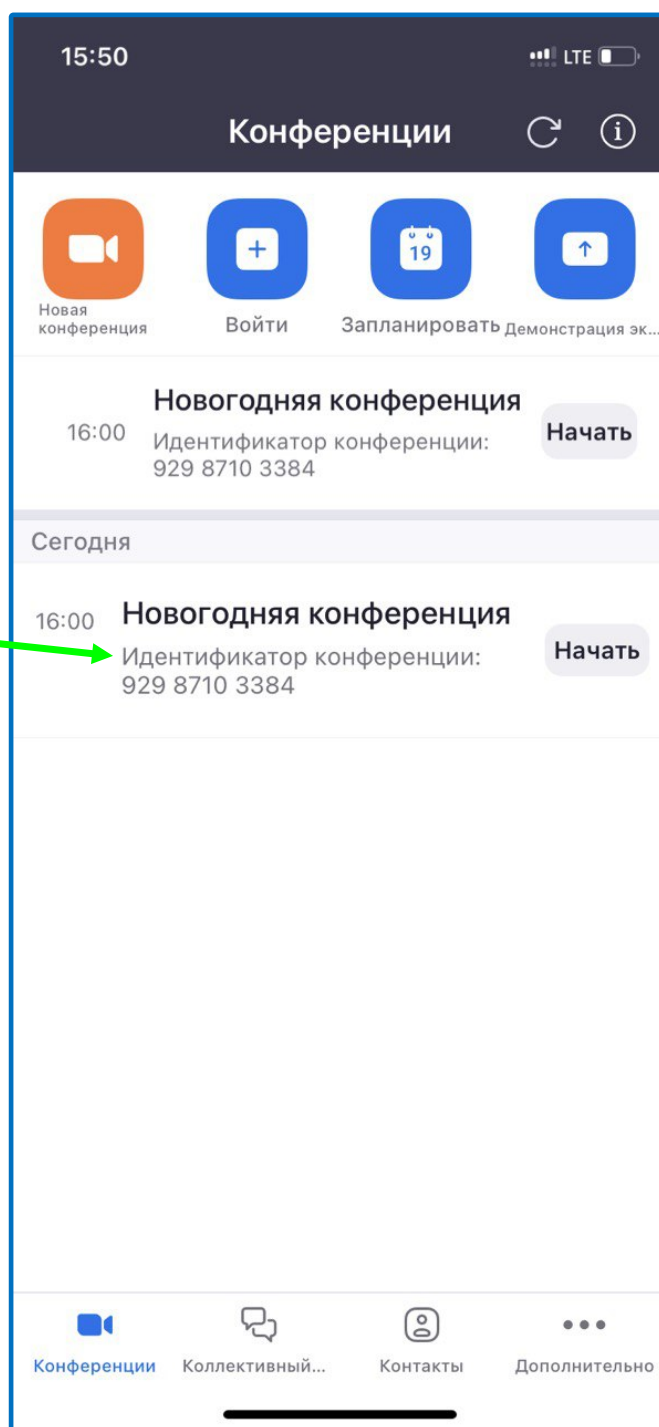 15:50
LTE
Конференции
19
Новая
конференция
Войти
Запланировать
Демонстрация эк...
16:00
Новогодняя конференция
Идентификатор конференции:
929 8710 3384
Начать
Сегодня
16:00
Новогодняя конференция
Идентификатор конференции:
929 8710 3384
Начать
Конференции
Коллективный...
Контакты
Дополнительно